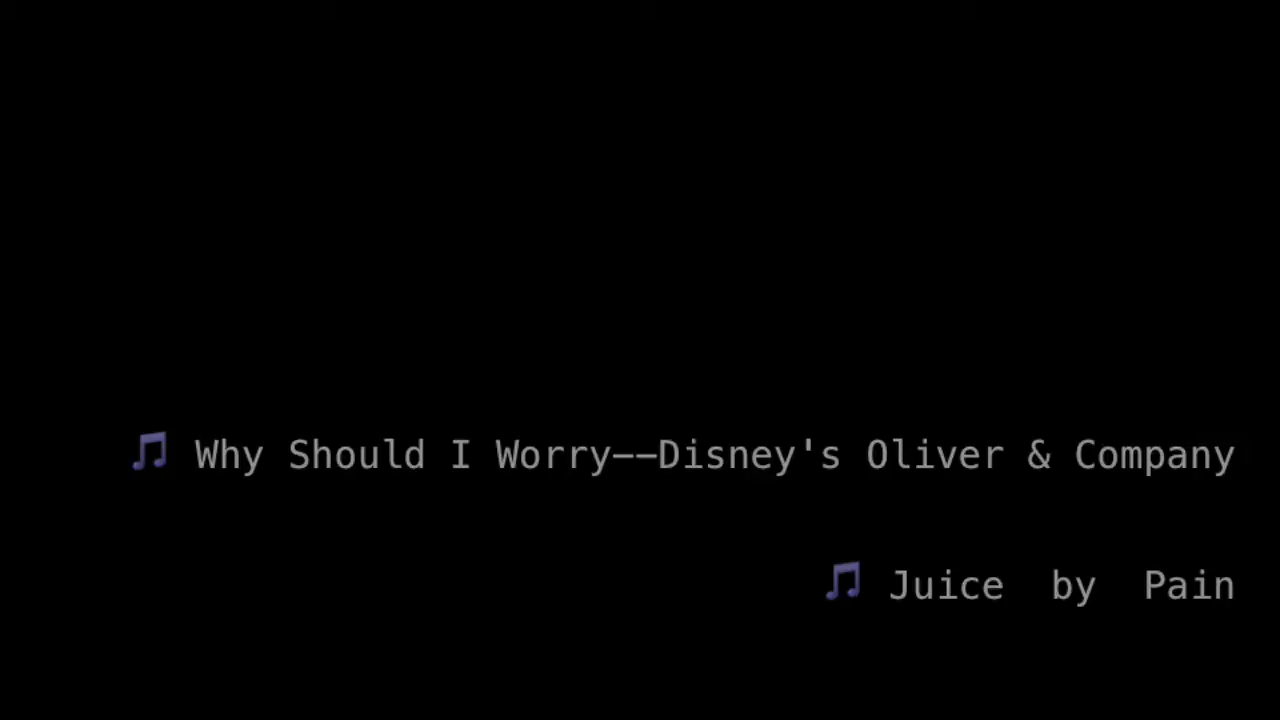 🎵 Why Should I Worry––Disney's Oliver & Company
🎵 Juice by Pain